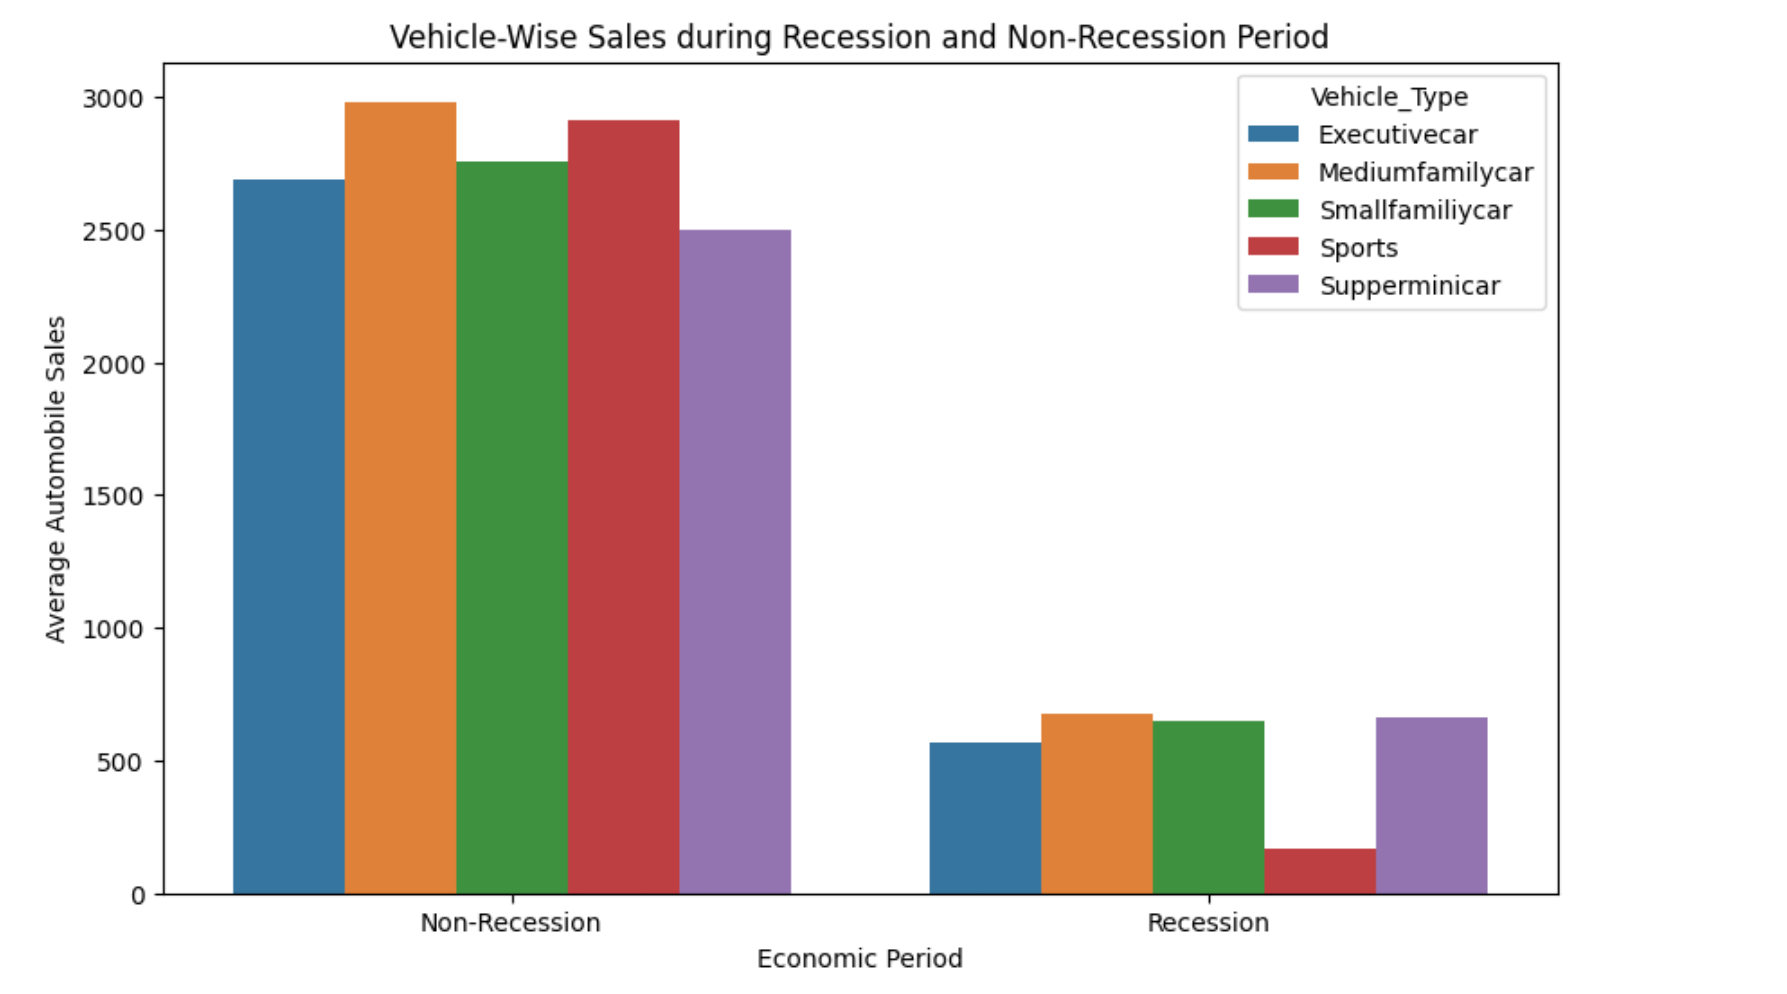 Vehicle-Wise Sales during Recession and Non-Recession Period
Vehicle_Type
Executivecar
Mediumfamilycar
Smallfamiliycar
Sports
Supperminicar
Average Automobile Sales
3000
2500
2000
1500
1000
500
0
Non-Recession
Recession
Economic Period